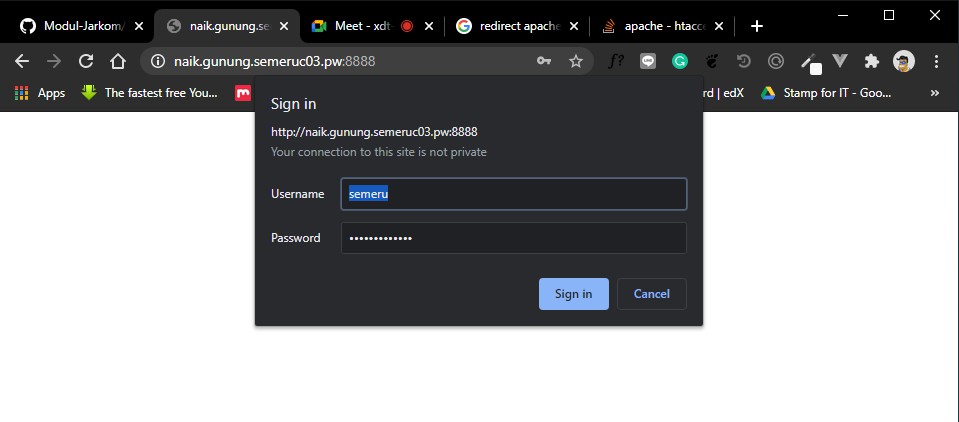 Modul-Jarkom/
naik.gunung.se
Meet - xdt
redirect apache
apache - htacce
naik.gunung.semeruc03.pw:8888
Apps
The fastest free You...
rd | edX
Stamp for IT - Goo...
»
Sign in
http://naik.gunung.semeruc03.pw:8888
Your connection to this site is not private
Username
semeru
Password
•••••••••••••
Sign in
Cancel